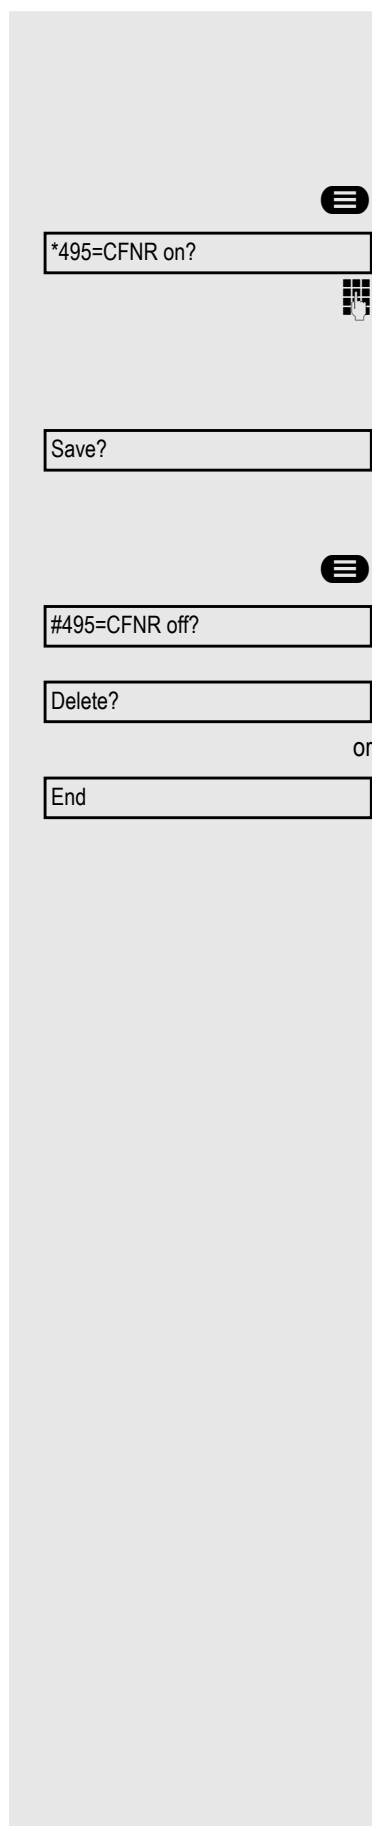 *495=CFNR on?
Save?
#495=CFNR off?
Delete?
or
End